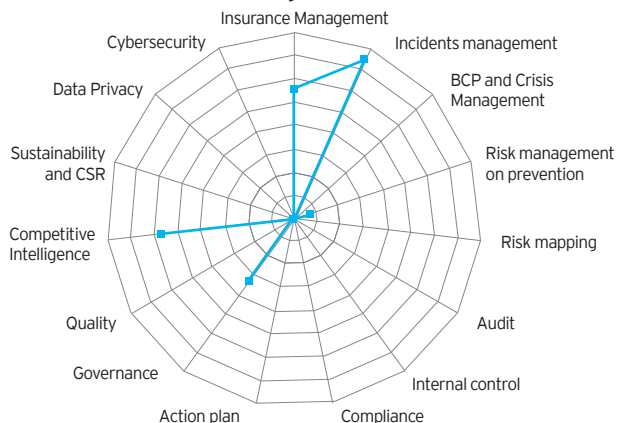 Insurance Management
Incidents management
BCP and Crisis
Management
Risk management
on prevention
Risk mapping
Audit
Internal control
Compliance
Action plan
Governance
Quality
Competitive
Intelligence
Sustainability
and CSR
Data Privacy
Cybersecurity